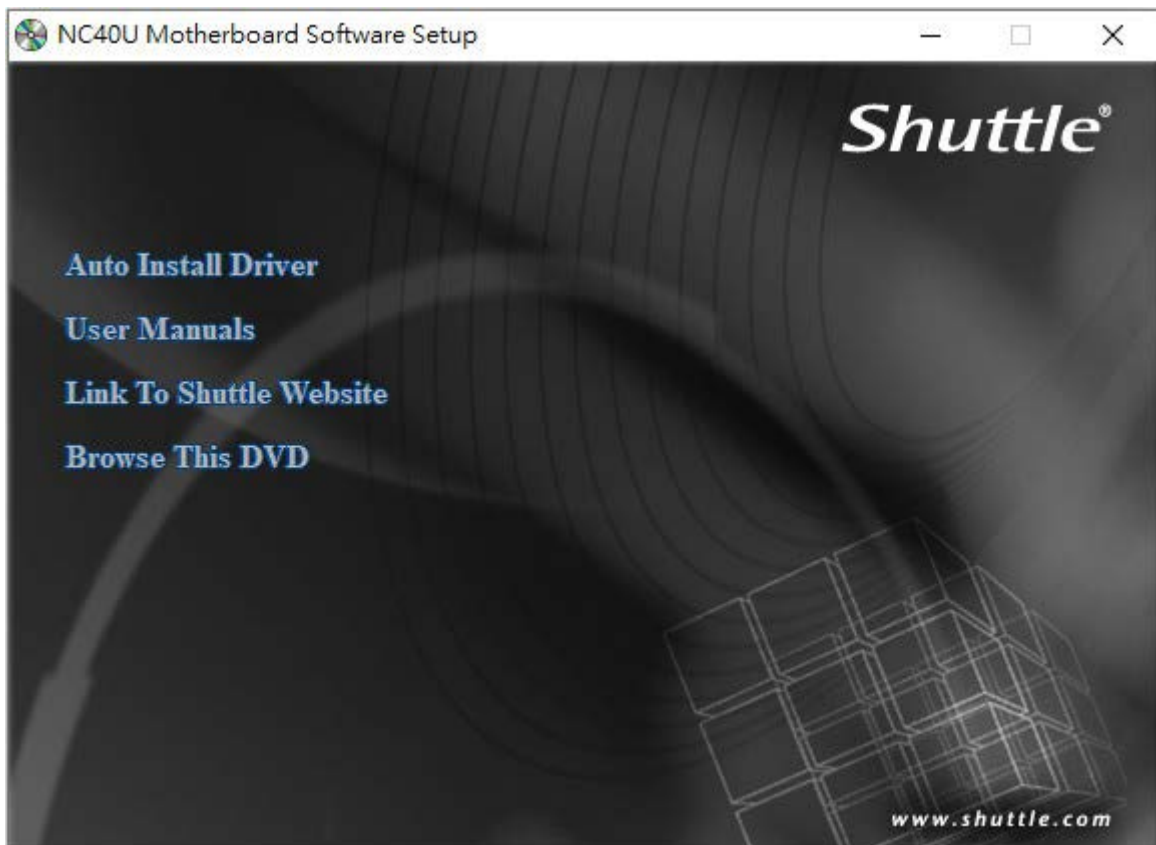 NC40U Motherboard Software Setup
Shuttle®
Auto Install Driver
User Manuals
Link To Shuttle Website
Browse This DVD
www.shuttle.com